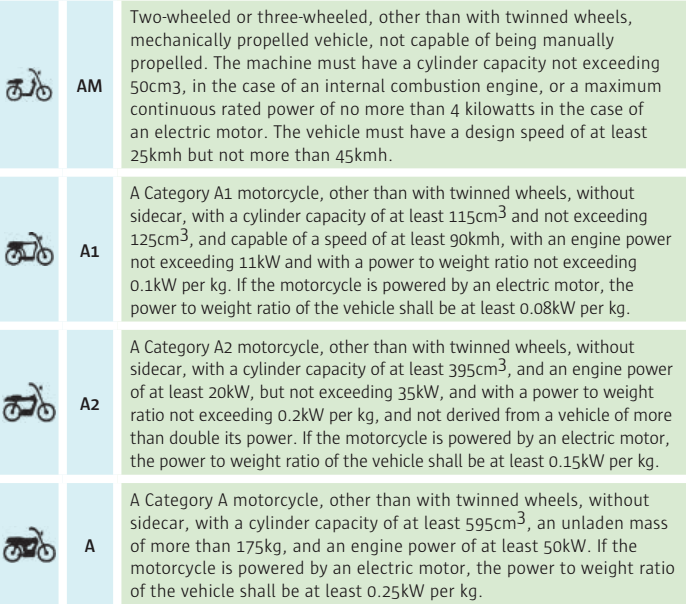 Two-wheeled or three-wheeled, other than with twinned wheels,
mechanically propelled vehicle, not capable of being manually
propelled. The machine must have a cylinder capacity not exceeding
AM
50cm3, in the case of an internal combustion engine, or a maximum
continuous rated power of no more than 4 kilowatts in the case of
an electric motor. The vehicle must have a design speed of at least
25kmh but not more than 45kmh.
A Category A1 motorcycle, other than with twinned wheels, without
sidecar, with a cylinder capacity of at least 115cm³ and not exceeding
A1
125cm³, and capable of a speed of at least 90kmh, with an engine power
not exceeding 11kW and with a power to weight ratio not exceeding
0.1kW per kg. If the motorcycle is powered by an electric motor, the
power to weight ratio of the vehicle shall be at least 0.08kW per kg.
A Category A2 motorcycle, other than with twinned wheels, without
sidecar, with a cylinder capacity of at least 395cm³, and an engine power
A2
of at least 20kW, but not exceeding 35kW, and with a power to weight
ratio not exceeding 0.2kW per kg, and not derived from a vehicle of more
than double its power. If the motorcycle is powered by an electric motor,
the power to weight ratio of the vehicle shall be at least 0.15kW per kg.
A Category A motorcycle, other than with twinned wheels, without
sidecar, with a cylinder capacity of at least 595cm³, an unladen mass
A
of more than 175kg, and an engine power of at least 50kW. If the
motorcycle is powered by an electric motor, the power to weight ratio
of the vehicle shall be at least 0.25kW per kg.